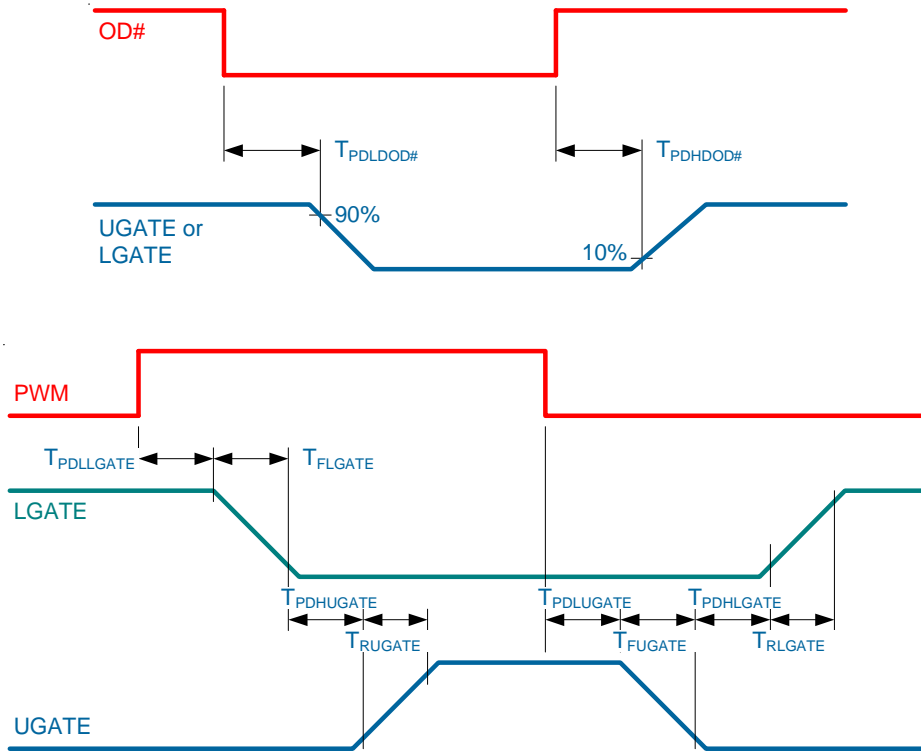 OD#
TPDLDOD#
TPDHDOD#
UGATE or
LGATE
90%
10%
PWM
TPDLLGATE
TFLGATE
LGATE
TPDHUGATE
TPDLUGATE
TPDHLGATE
TRUGATE
TFUGATE
TRLGATE
UGATE